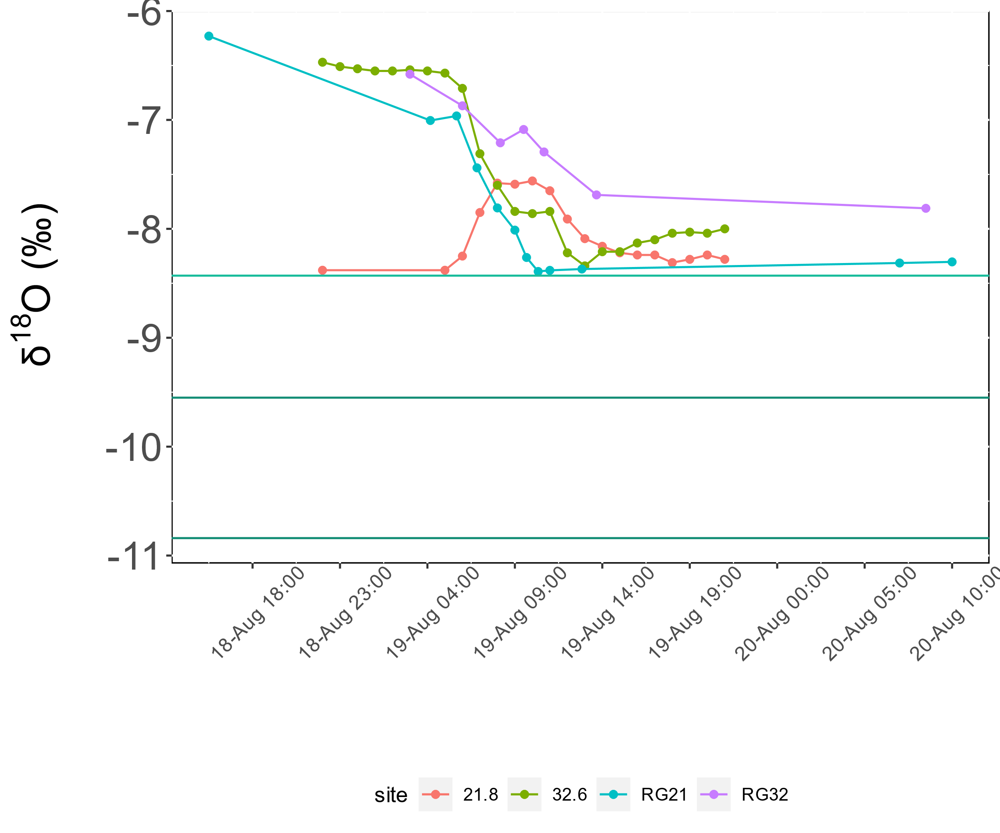 δ¹⁸O (‰)
-6
-7
-8
-9
-10
-11
18-Aug 18:00
18-Aug 23:00
19-Aug 04:00
19-Aug 09:00
19-Aug 14:00
19-Aug 19:00
20-Aug 00:00
20-Aug 05:00
20-Aug 10:00
site 21.8 32.6 RG21 RG32